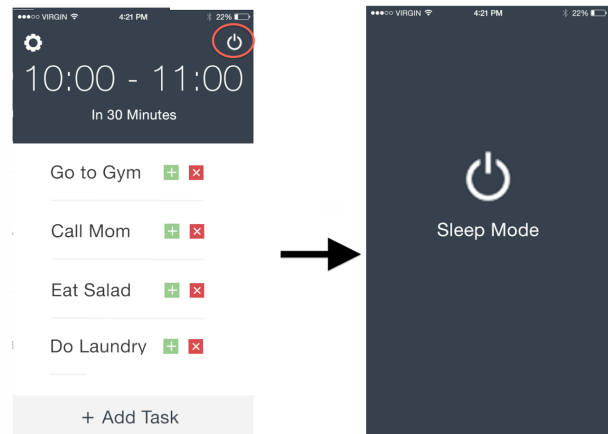 VIRGIN 4:21 PM 22%
10:00 - 11:00
In 30 Minutes
Go to Gym
Call Mom
Eat Salad
Do Laundry
+ Add Task
VIRGIN 4:21 PM 22%
Sleep Mode